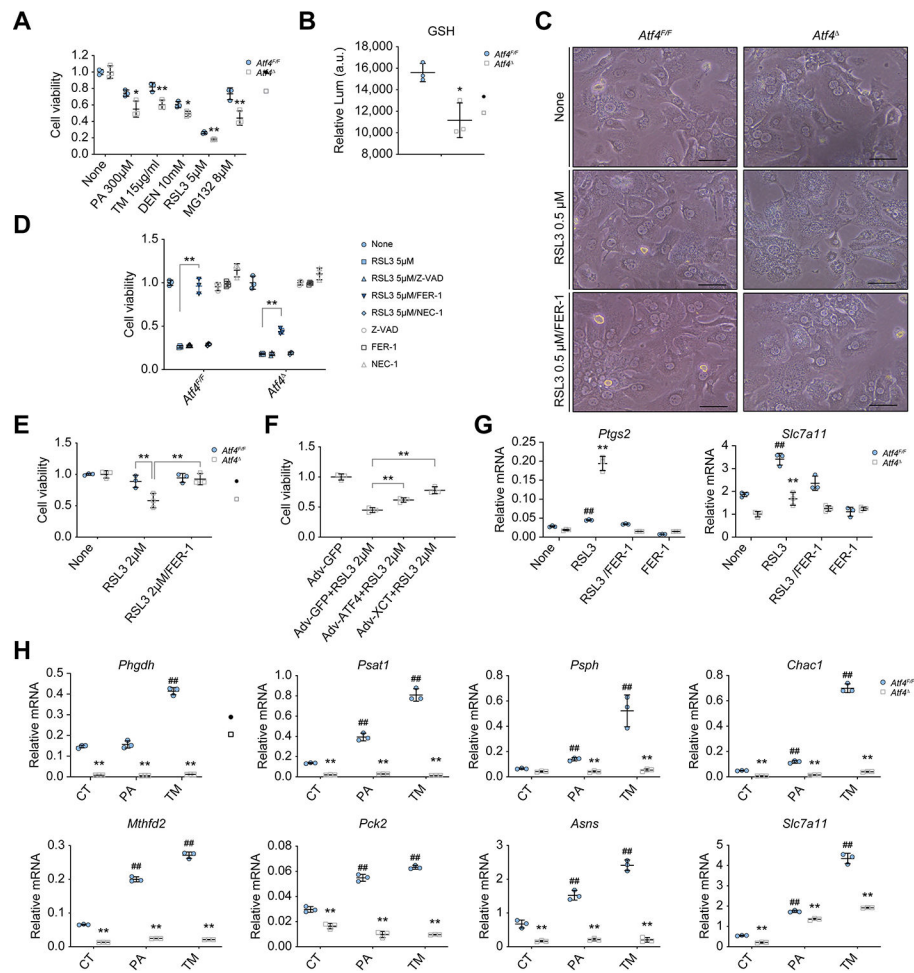 A
Cell viability
1.2
1.0
0.8
0.6
0.4
0.2
0.0
None
PA 300µM
TM 15µg/ml
DEN 10mM
RSL3 5µM
MG132 8µM
*
**
*
**
**
Atf4F/F
Atf4Δ
B
GSH
Relative Lum (a.u.)
18,000
16,000
14,000
12,000
10,000
8,000
*
Atf4F/F
Atf4Δ
C
Atf4F/F
Atf4Δ
None
RSL3 0.5 µM
RSL3 0.5 µM/FER-1
D
Cell viability
1.5
1.0
0.5
0.0
**
**
Atf4F/F
Atf4Δ
None
RSL3 5µM
RSL3 5µM/Z-VAD
RSL3 5µM/FER-1
RSL3 5µM/NEC-1
Z-VAD
FER-1
NEC-1
E
Cell viability
1.5
1.0
0.5
0.0
** **
None
RSL3 2µM
RSL3 2µM/FER-1
Atf4F/F
Atf4Δ
F
Cell viability
1.5
1.0
0.5
0.0
**
**
Adv-GFP
Adv-GFP+RSL3 2µM
Adv-ATF4+RSL3 2µM
Adv-XCT+RSL3 2µM
G
Ptgs2
Relative mRNA
0.25
0.20
0.15
0.10
0.05
0.00
##
**
None
RSL3
RSL3 /FER-1
FER-1
Slc7a11
Relative mRNA
4
3
2
1
0
##
**
None
RSL3
RSL3 /FER-1
FER-1
Atf4F/F
Atf4Δ
H
Phgdh
Relative mRNA
0.5
0.4
0.3
0.2
0.1
0.0
##
** ** **
CT PA TM
Psat1
Relative mRNA
1.0
0.8
0.6
0.4
0.2
0.0
## ##
** ** **
CT PA TM
Psph
Relative mRNA
0.8
0.6
0.4
0.2
0.0
## ##
** **
CT PA TM
Chac1
Relative mRNA
0.8
0.6
0.4
0.2
0.0
## ##
** ** **
CT PA TM
Atf4F/F
Atf4Δ
Mthfd2
Relative mRNA
0.3
0.2
0.1
0.0
## ##
** ** **
CT PA TM
Pck2
Relative mRNA
0.08
0.06
0.04
0.02
0.00
## ##
** ** **
CT PA TM
Asns
Relative mRNA
3
2
1
0
## ##
** ** **
CT PA TM
Slc7a11
Relative mRNA
5
4
3
2
1
0
## ##
** ** **
CT PA TM